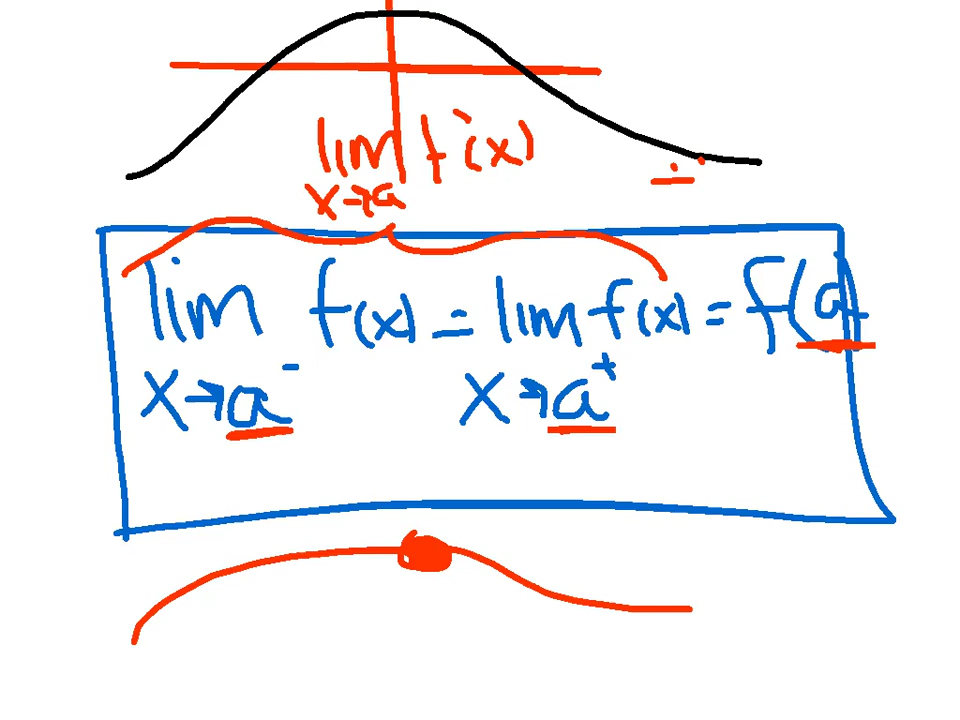 lim f(x)
x→a
lim f(x) = lim f(x) = f(a)
x→a⁻ x→a⁺